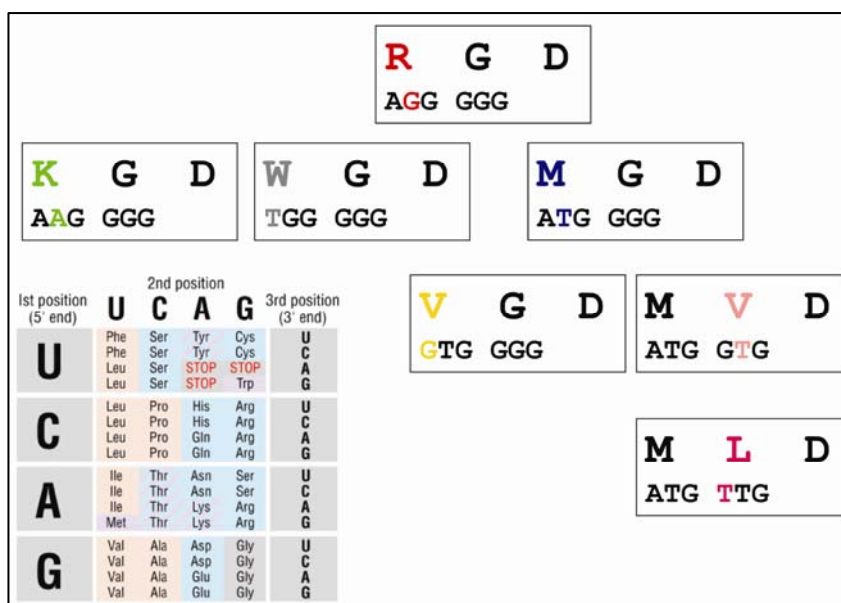 R G D
AGG GGG
K G D
AAG GGG
W G D
TGG GGG
M G D
ATG GGG
V G D
GTG GGG
M V D
ATG GTG
M L D
ATG TTG
2nd position
1st position
(5' end)
U C A G
3rd position
(3' end)
U
Phe Ser Tyr Cys U
Phe Ser Tyr Cys C
Leu Ser STOP STOP A
Leu Ser STOP Trp G
C
Leu Pro His Arg U
Leu Pro His Arg C
Leu Pro Gln Arg A
Leu Pro Gln Arg G
A
Ile Thr Asn Ser U
Ile Thr Asn Ser C
Ile Thr Lys Arg A
Met Thr Lys Arg G
G
Val Ala Asp Gly U
Val Ala Asp Gly C
Val Ala Glu Gly A
Val Ala Glu Gly G